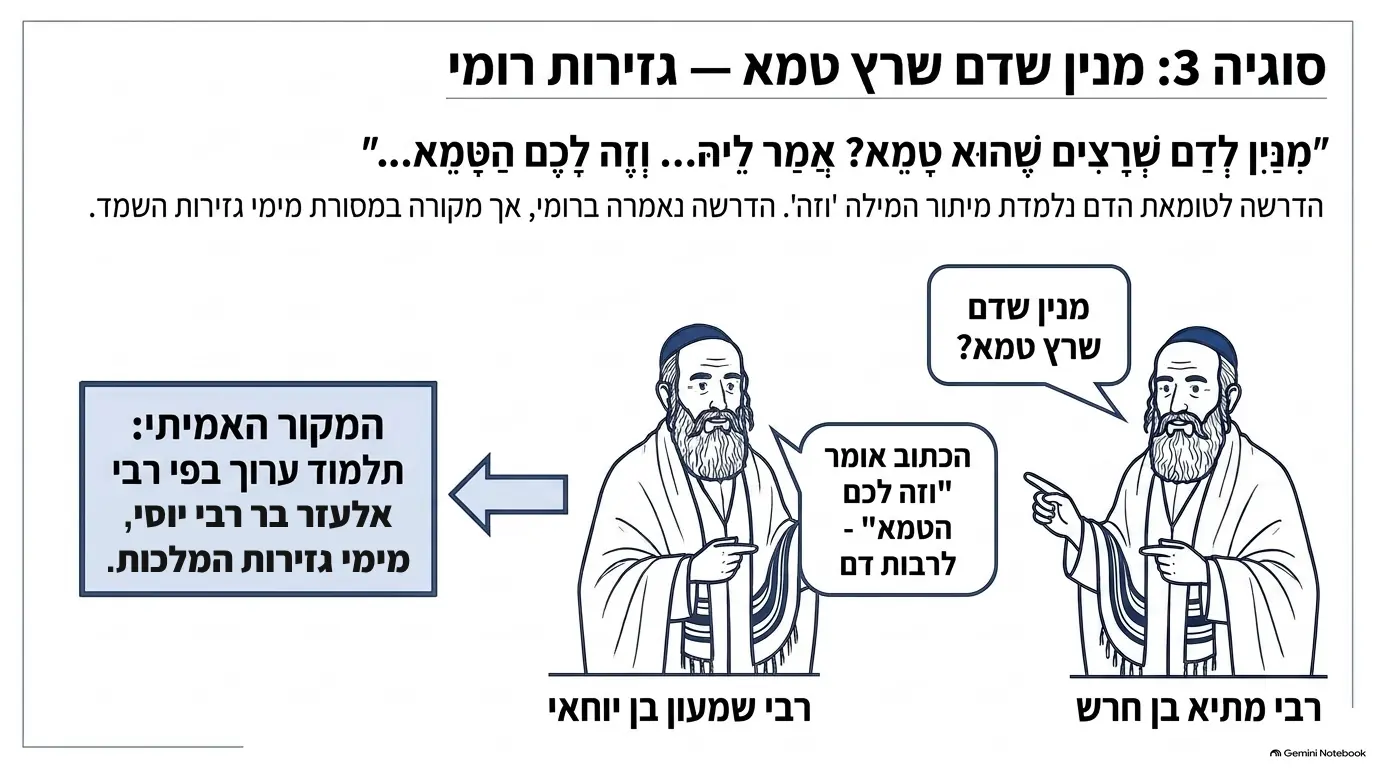 סוגיה 3: מנין שדם שרץ טמא — גזירות רומי
"מִנַּיִן לְדַם שְׁרָצִים שֶׁהוּא טָמֵא? אֲמַר לֵיהּ... וְזֶה לָכֶם הַטָּמֵא..."
הדרשה לטומאת הדם נלמדת מיתור המילה 'וזה'. הדרשה נאמרה ברומי, אך מקורה במסורת מימי גזירות השמד.
מנין שדם
שרץ טמא?
הכתוב אומר
"וזה לכם
הטמא" -
לרבות דם
המקור האמיתי:
תלמוד ערוך בפי רבי
אלעזר בר רבי יוסי,
מימי גזירות המלכות.
רבי מתיא בן חרש
רבי שמעון בן יוחאי
Gemini Notebook